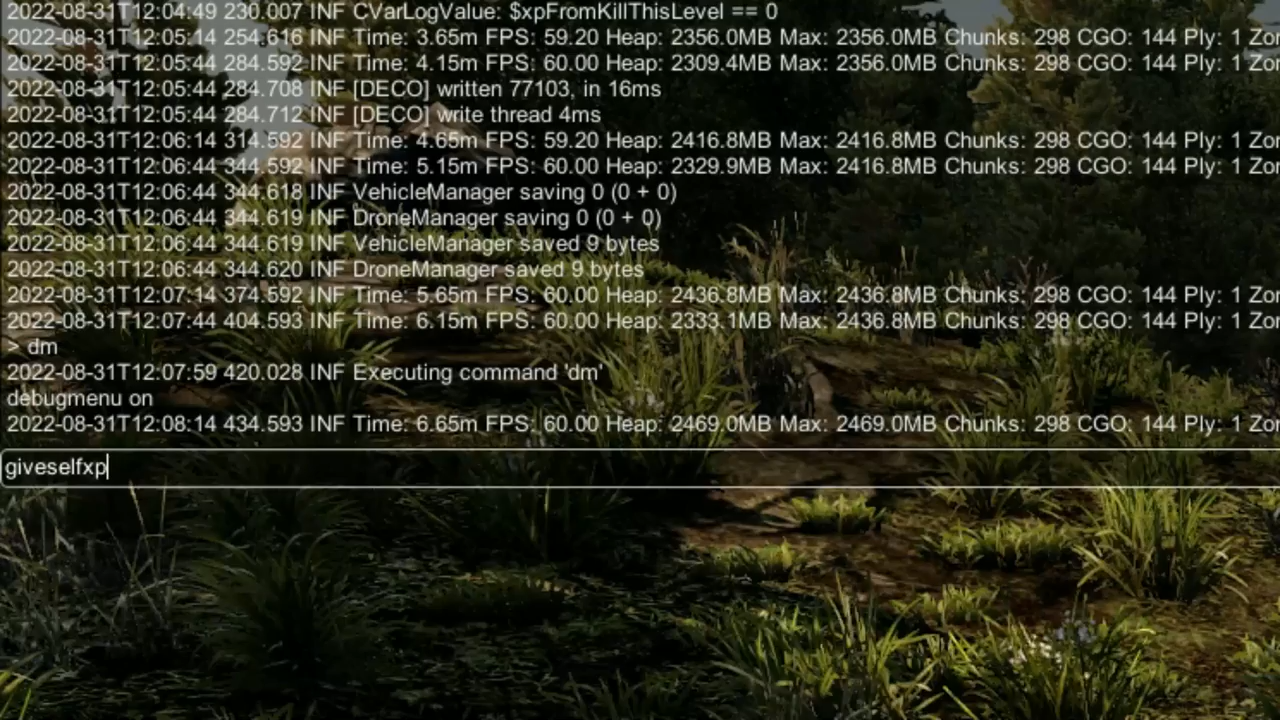 2022-08-31T12:04:49 230.007 INF CVarLogValue: $xpFromKillThisLevel == 0
2022-08-31T12:05:14 254.616 INF Time: 3.65m FPS: 59.20 Heap: 2356.0MB Max: 2356.0MB Chunks: 298 CGO: 144 Ply: 1 Zor
2022-08-31T12:05:44 284.592 INF Time: 4.15m FPS: 60.00 Heap: 2309.4MB Max: 2356.0MB Chunks: 298 CGO: 144 Ply: 1 Zor
2022-08-31T12:05:44 284.708 INF [DECO] written 77103, in 16ms
2022-08-31T12:05:44 284.712 INF [DECO] write thread 4ms
2022-08-31T12:06:14 314.592 INF Time: 4.65m FPS: 59.20 Heap: 2416.8MB Max: 2416.8MB Chunks: 298 CGO: 144 Ply: 1 Zor
2022-08-31T12:06:44 344.592 INF Time: 5.15m FPS: 60.00 Heap: 2329.9MB Max: 2416.8MB Chunks: 298 CGO: 144 Ply: 1 Zor
2022-08-31T12:06:44 344.618 INF VehicleManager saving 0 (0 + 0)
2022-08-31T12:06:44 344.619 INF DroneManager saving 0 (0 + 0)
2022-08-31T12:06:44 344.619 INF VehicleManager saved 9 bytes
2022-08-31T12:06:44 344.620 INF DroneManager saved 9 bytes
2022-08-31T12:07:14 374.592 INF Time: 5.65m FPS: 60.00 Heap: 2436.8MB Max: 2436.8MB Chunks: 298 CGO: 144 Ply: 1 Zor
2022-08-31T12:07:44 404.593 INF Time: 6.15m FPS: 60.00 Heap: 2333.1MB Max: 2436.8MB Chunks: 298 CGO: 144 Ply: 1 Zor
> dm
2022-08-31T12:07:59 420.028 INF Executing command 'dm'
debugmenu on
2022-08-31T12:08:14 434.593 INF Time: 6.65m FPS: 60.00 Heap: 2469.0MB Max: 2469.0MB Chunks: 298 CGO: 144 Ply: 1 Zor
giveselfxp